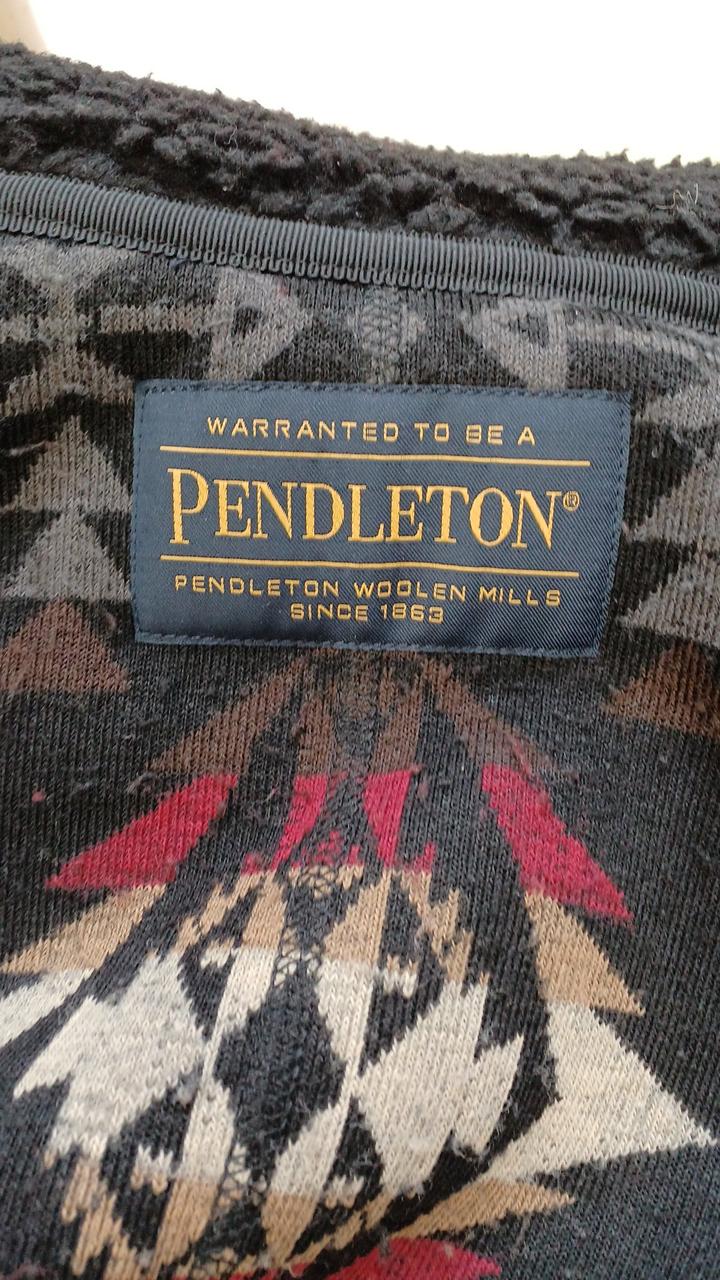 WARRANTED TO BE A
PENDLETON®
PENDLETON WOOLEN MILLS
SINCE 1863